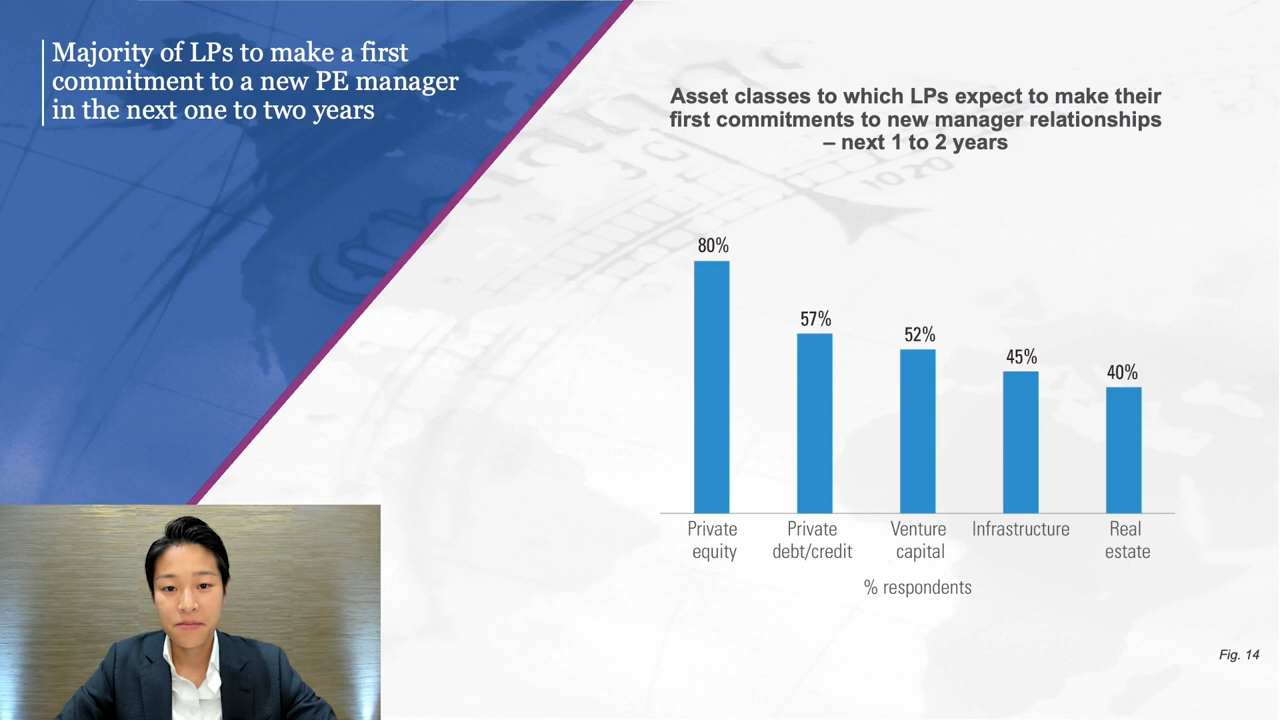 Majority of LPs to make a first
commitment to a new PE manager
in the next one to two years
Asset classes to which LPs expect to make their
first commitments to new manager relationships
– next 1 to 2 years
80%
57%
52%
45%
40%
Private
equity
Private
debt/credit
Venture
capital
Infrastructure
Real
estate
% respondents
Fig. 14
1020